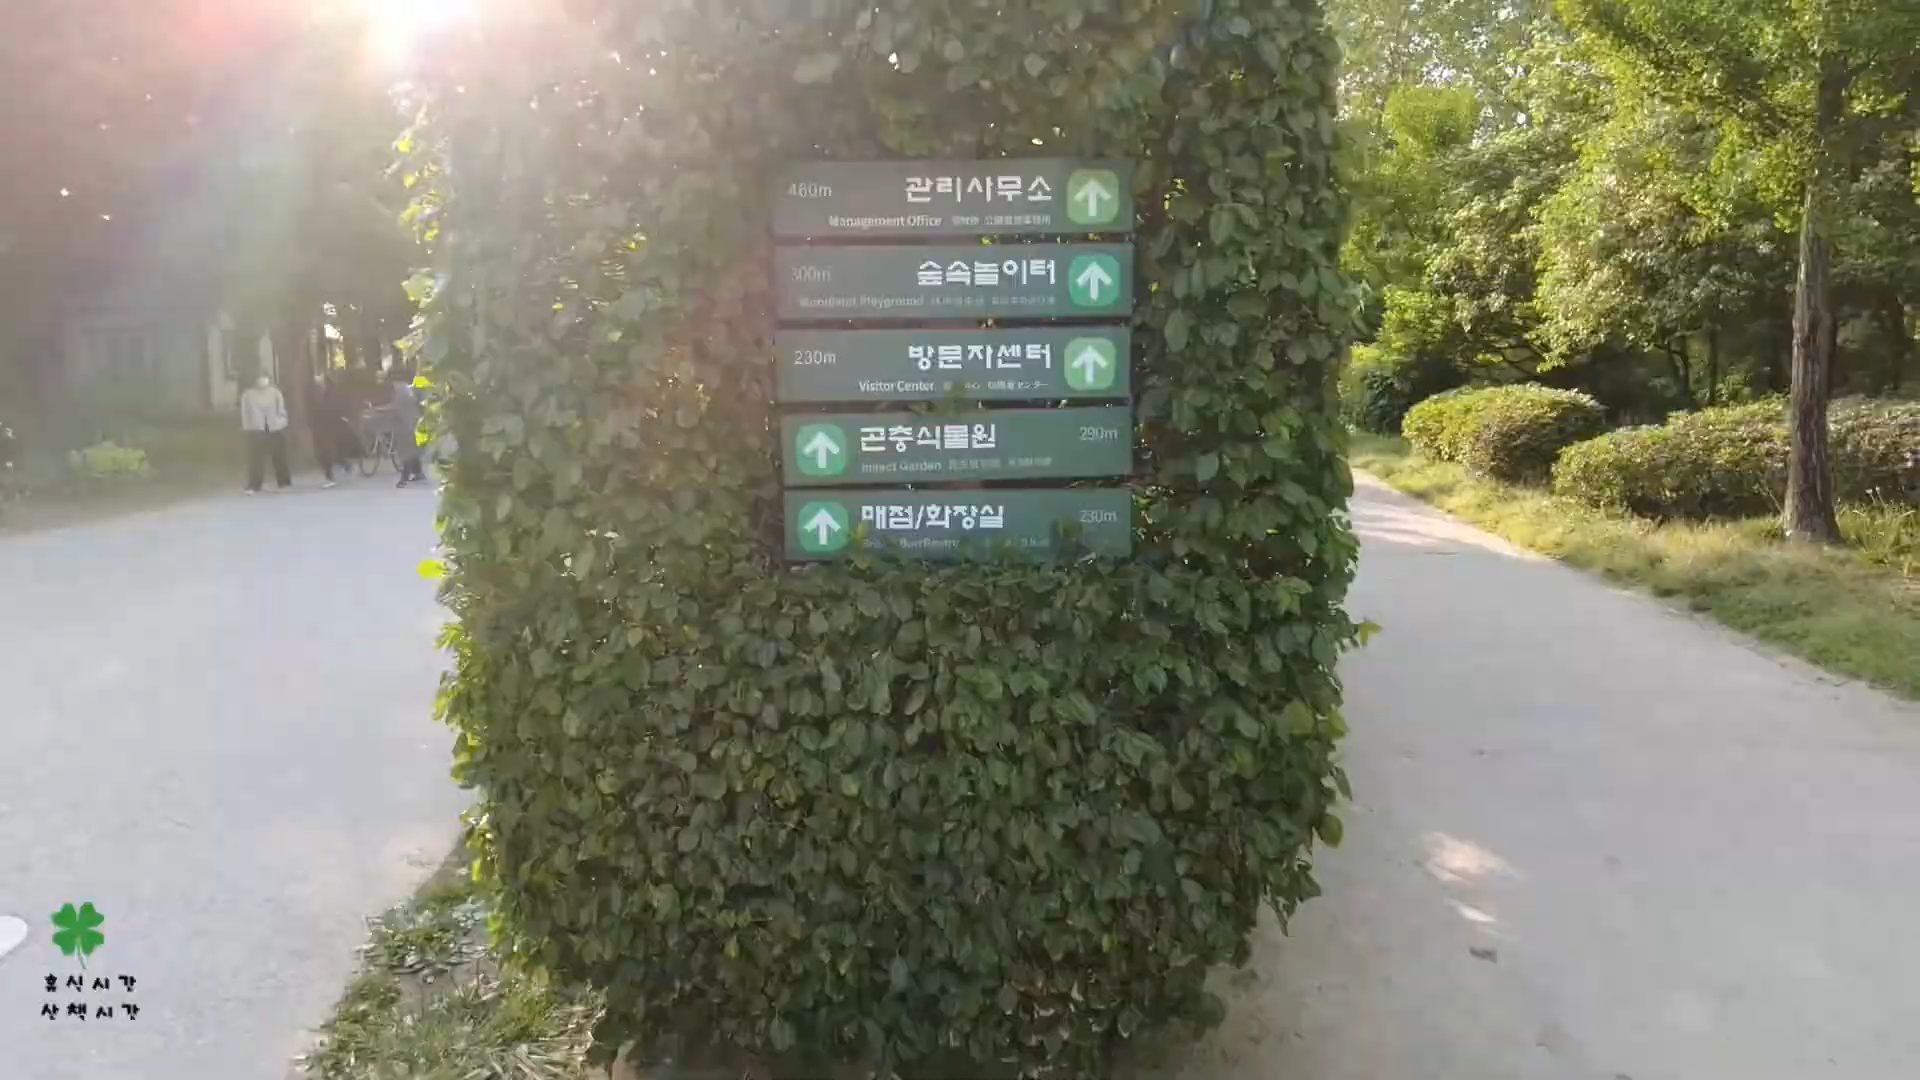 460m 관리사무소
Management Office
300m 숲속놀이터
Woodland Playground
230m 방문자센터
Visitor Center
곤충식물원 290m
Insect Garden
매점/화장실 230m
휴식시간
산책시간